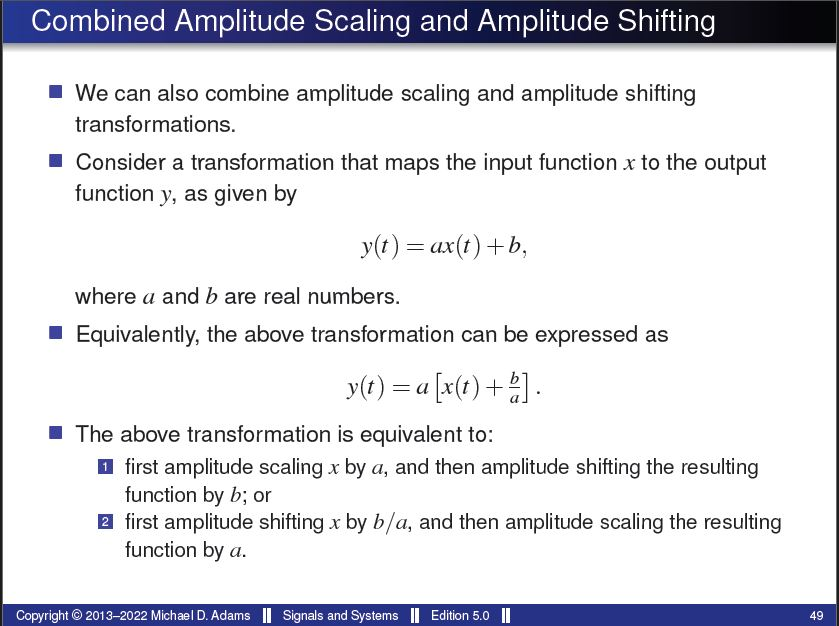 Combined Amplitude Scaling and Amplitude Shifting
We can also combine amplitude scaling and amplitude shifting
transformations.
Consider a transformation that maps the input function x to the output
function y, as given by
y(t) = ax(t) + b,
where a and b are real numbers.
Equivalently, the above transformation can be expressed as
y(t) = a [x(t) + b/a] .
The above transformation is equivalent to:
1 first amplitude scaling x by a, and then amplitude shifting the resulting
function by b; or
2 first amplitude shifting x by b/a, and then amplitude scaling the resulting
function by a.
Copyright © 2013–2022 Michael D. Adams Signals and Systems Edition 5.0 49